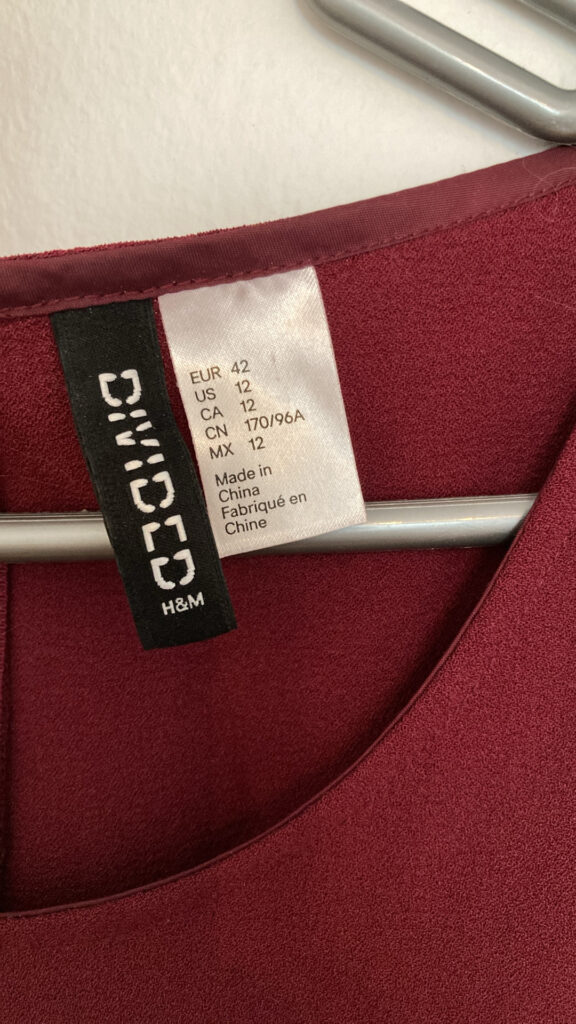 DIVIDED
H&M
EUR 42
US 12
CA 12
CN 170/96A
MX 12
Made in
China
Fabriqué en
Chine